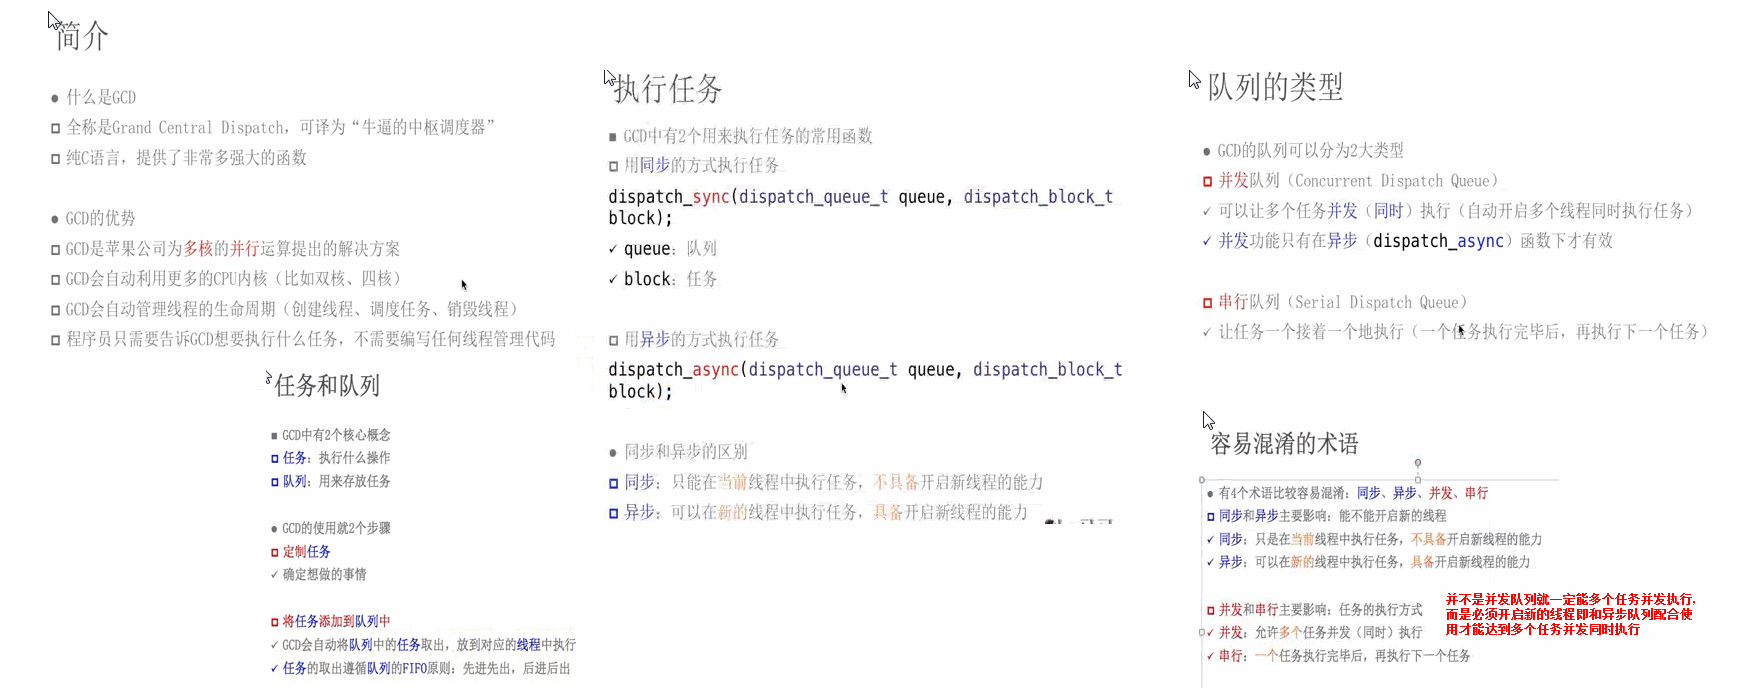 简介
● 什么是GCD
全称是Grand Central Dispatch，可译为“牛逼的中枢调度器”
纯C语言，提供了非常多强大的函数
● GCD的优势
GCD是苹果公司为多核的并行运算提出的解决方案
GCD会自动利用更多的CPU内核（比如双核、四核）
GCD会自动管理线程的生命周期（创建线程、调度任务、销毁线程）
程序员只需要告诉GCD想要执行什么任务，不需要编写任何线程管理代码
任务和队列
■ GCD中有2个核心概念
任务：执行什么操作
队列：用来存放任务
● GCD的使用就2个步骤
定制任务
✓ 确定想做的事情
将任务添加到队列中
✓ GCD会自动将队列中的任务取出，放到对应的线程中执行
✓ 任务的取出遵循队列的FIFO原则：先进先出，后进后出
执行任务
■ GCD中有2个用来执行任务的常用函数
用同步的方式执行任务
dispatch_sync(dispatch_queue_t queue, dispatch_block_t
block);
✓ queue：队列
✓ block：任务
用异步的方式执行任务
dispatch_async(dispatch_queue_t queue, dispatch_block_t
block);
● 同步和异步的区别
同步：只能在当前线程中执行任务，不具备开启新线程的能力
异步：可以在新的线程中执行任务，具备开启新线程的能力
队列的类型
● GCD的队列可以分为2大类型
并发队列（Concurrent Dispatch Queue）
✓ 可以让多个任务并发（同时）执行（自动开启多个线程同时执行任务）
✓ 并发功能只有在异步（dispatch_async）函数下才有效
串行队列（Serial Dispatch Queue）
✓ 让任务一个接着一个地执行（一个任务执行完毕后，再执行下一个任务）
容易混淆的术语
● 有4个术语比较容易混淆：同步、异步、并发、串行
同步和异步主要影响：能不能开启新的线程
✓ 同步：只是在当前线程中执行任务，不具备开启新线程的能力
✓ 异步：可以在新的线程中执行任务，具备开启新线程的能力
并发和串行主要影响：任务的执行方式
✓ 并发：允许多个任务并发（同时）执行
✓ 串行：一个任务执行完毕后，再执行下一个任务
并不是并发队列就一定能多个任务并发执行,
而是必须开启新的线程即和异步队列配合使
用才能达到多个任务并发同时执行